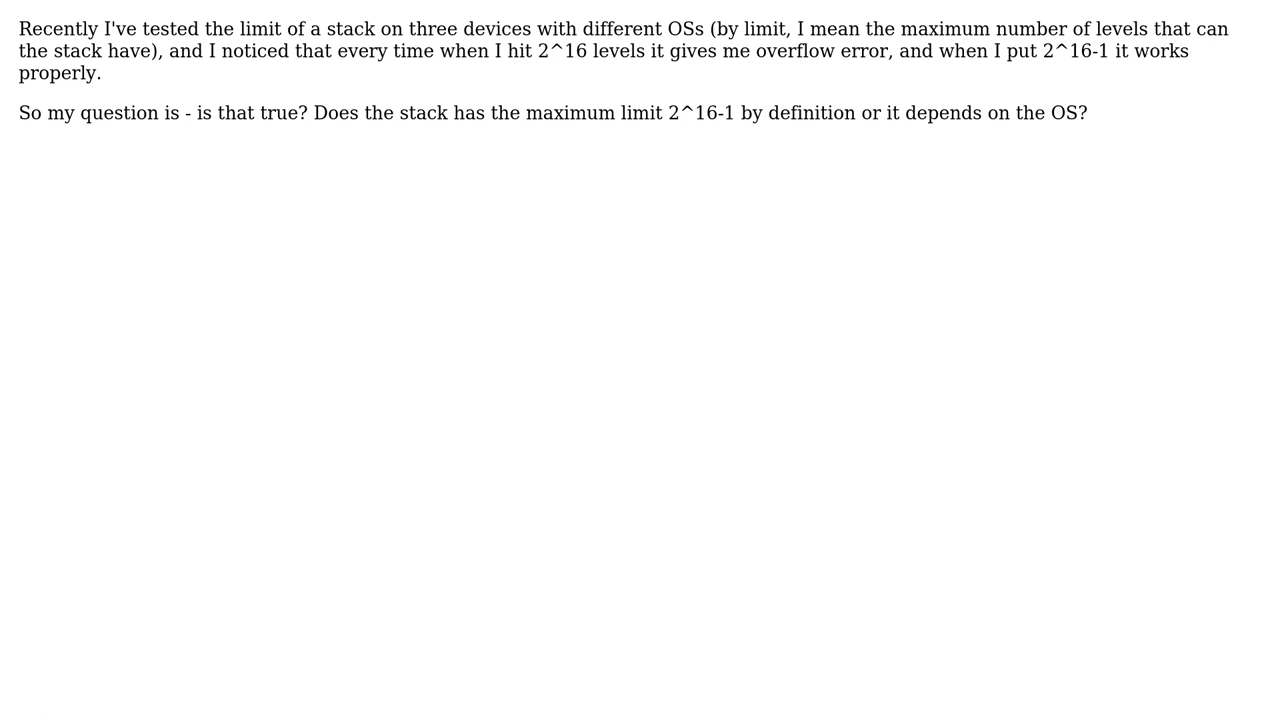 Recently I've tested the limit of a stack on three devices with different OSs (by limit, I mean the maximum number of levels that can
the stack have), and I noticed that every time when I hit 2^16 levels it gives me overflow error, and when I put 2^16-1 it works
properly.
So my question is - is that true? Does the stack has the maximum limit 2^16-1 by definition or it depends on the OS?